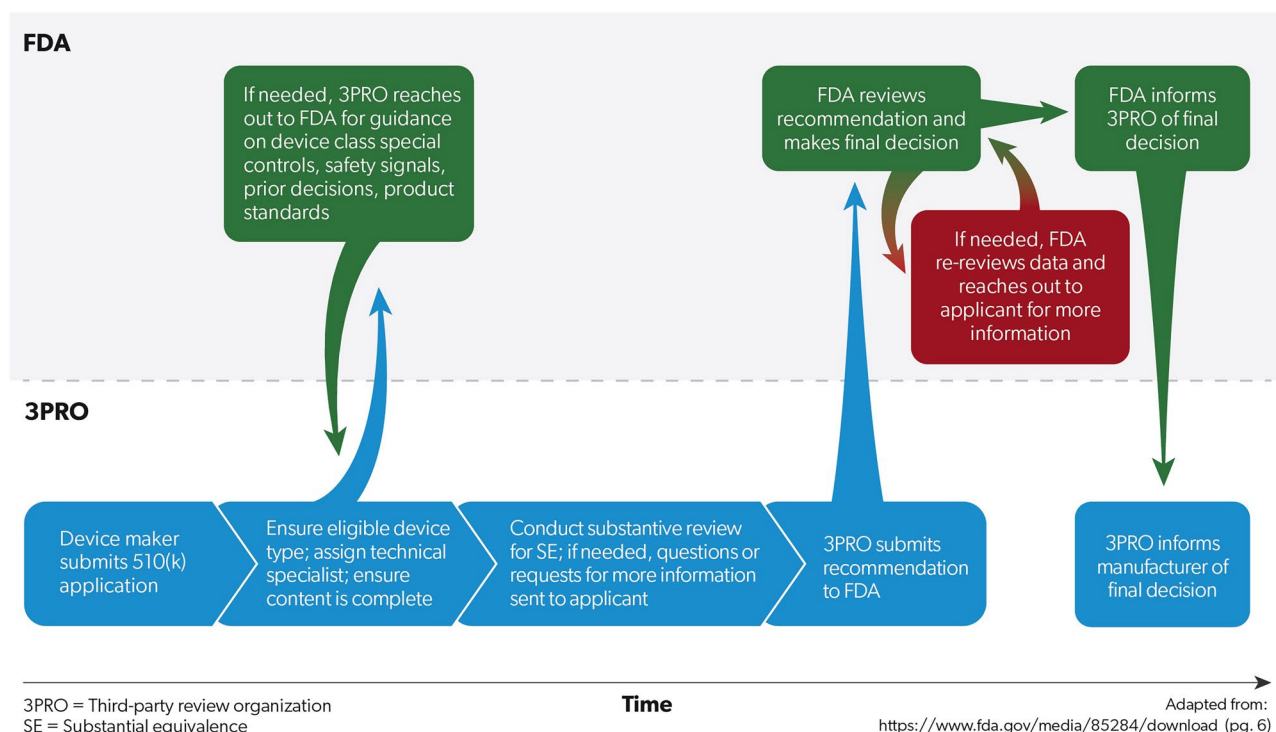 FDA
If needed, 3PRO reaches
out to FDA for guidance
on device class special
controls, safety signals,
prior decisions, product
standards
FDA reviews
recommendation and
makes final decision
FDA informs
3PRO of final
decision
If needed, FDA
re-reviews data and
reaches out to
applicant for more
information
3PRO
Device maker
submits 510(k)
application
Ensure eligible device
type; assign technical
specialist; ensure
content is complete
Conduct substantive review
for SE; if needed, questions or
requests for more information
sent to applicant
3PRO submits
recommendation
to FDA
3PRO informs
manufacturer of
final decision
Time
3PRO = Third-party review organization
SE = Substantial equivalence
Adapted from:
https://www.fda.gov/media/85284/download (pg. 6)